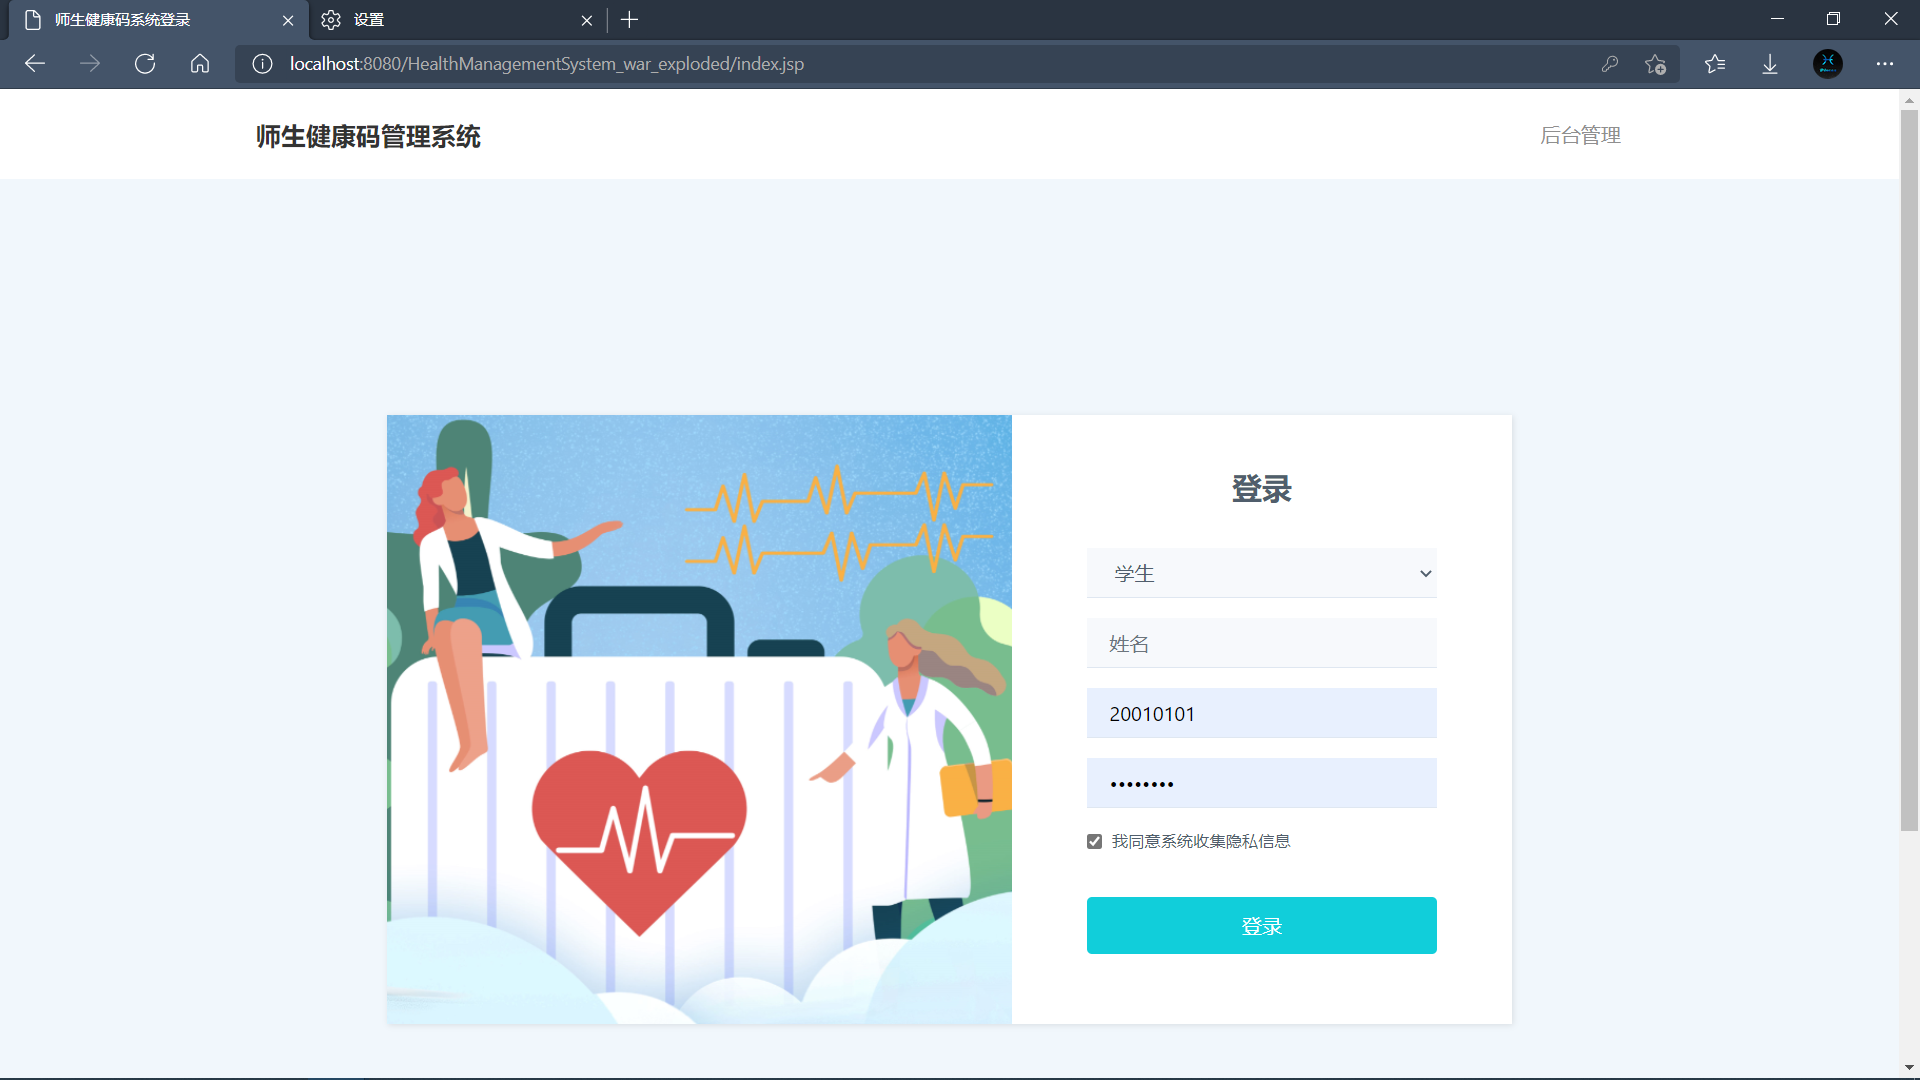 师生健康码系统登录
设置
localhost:8080/HealthManagementSystem_war_exploded/index.jsp
师生健康码管理系统
后台管理
登录
学生
姓名
20010101
••••••••
我同意系统收集隐私信息
登录